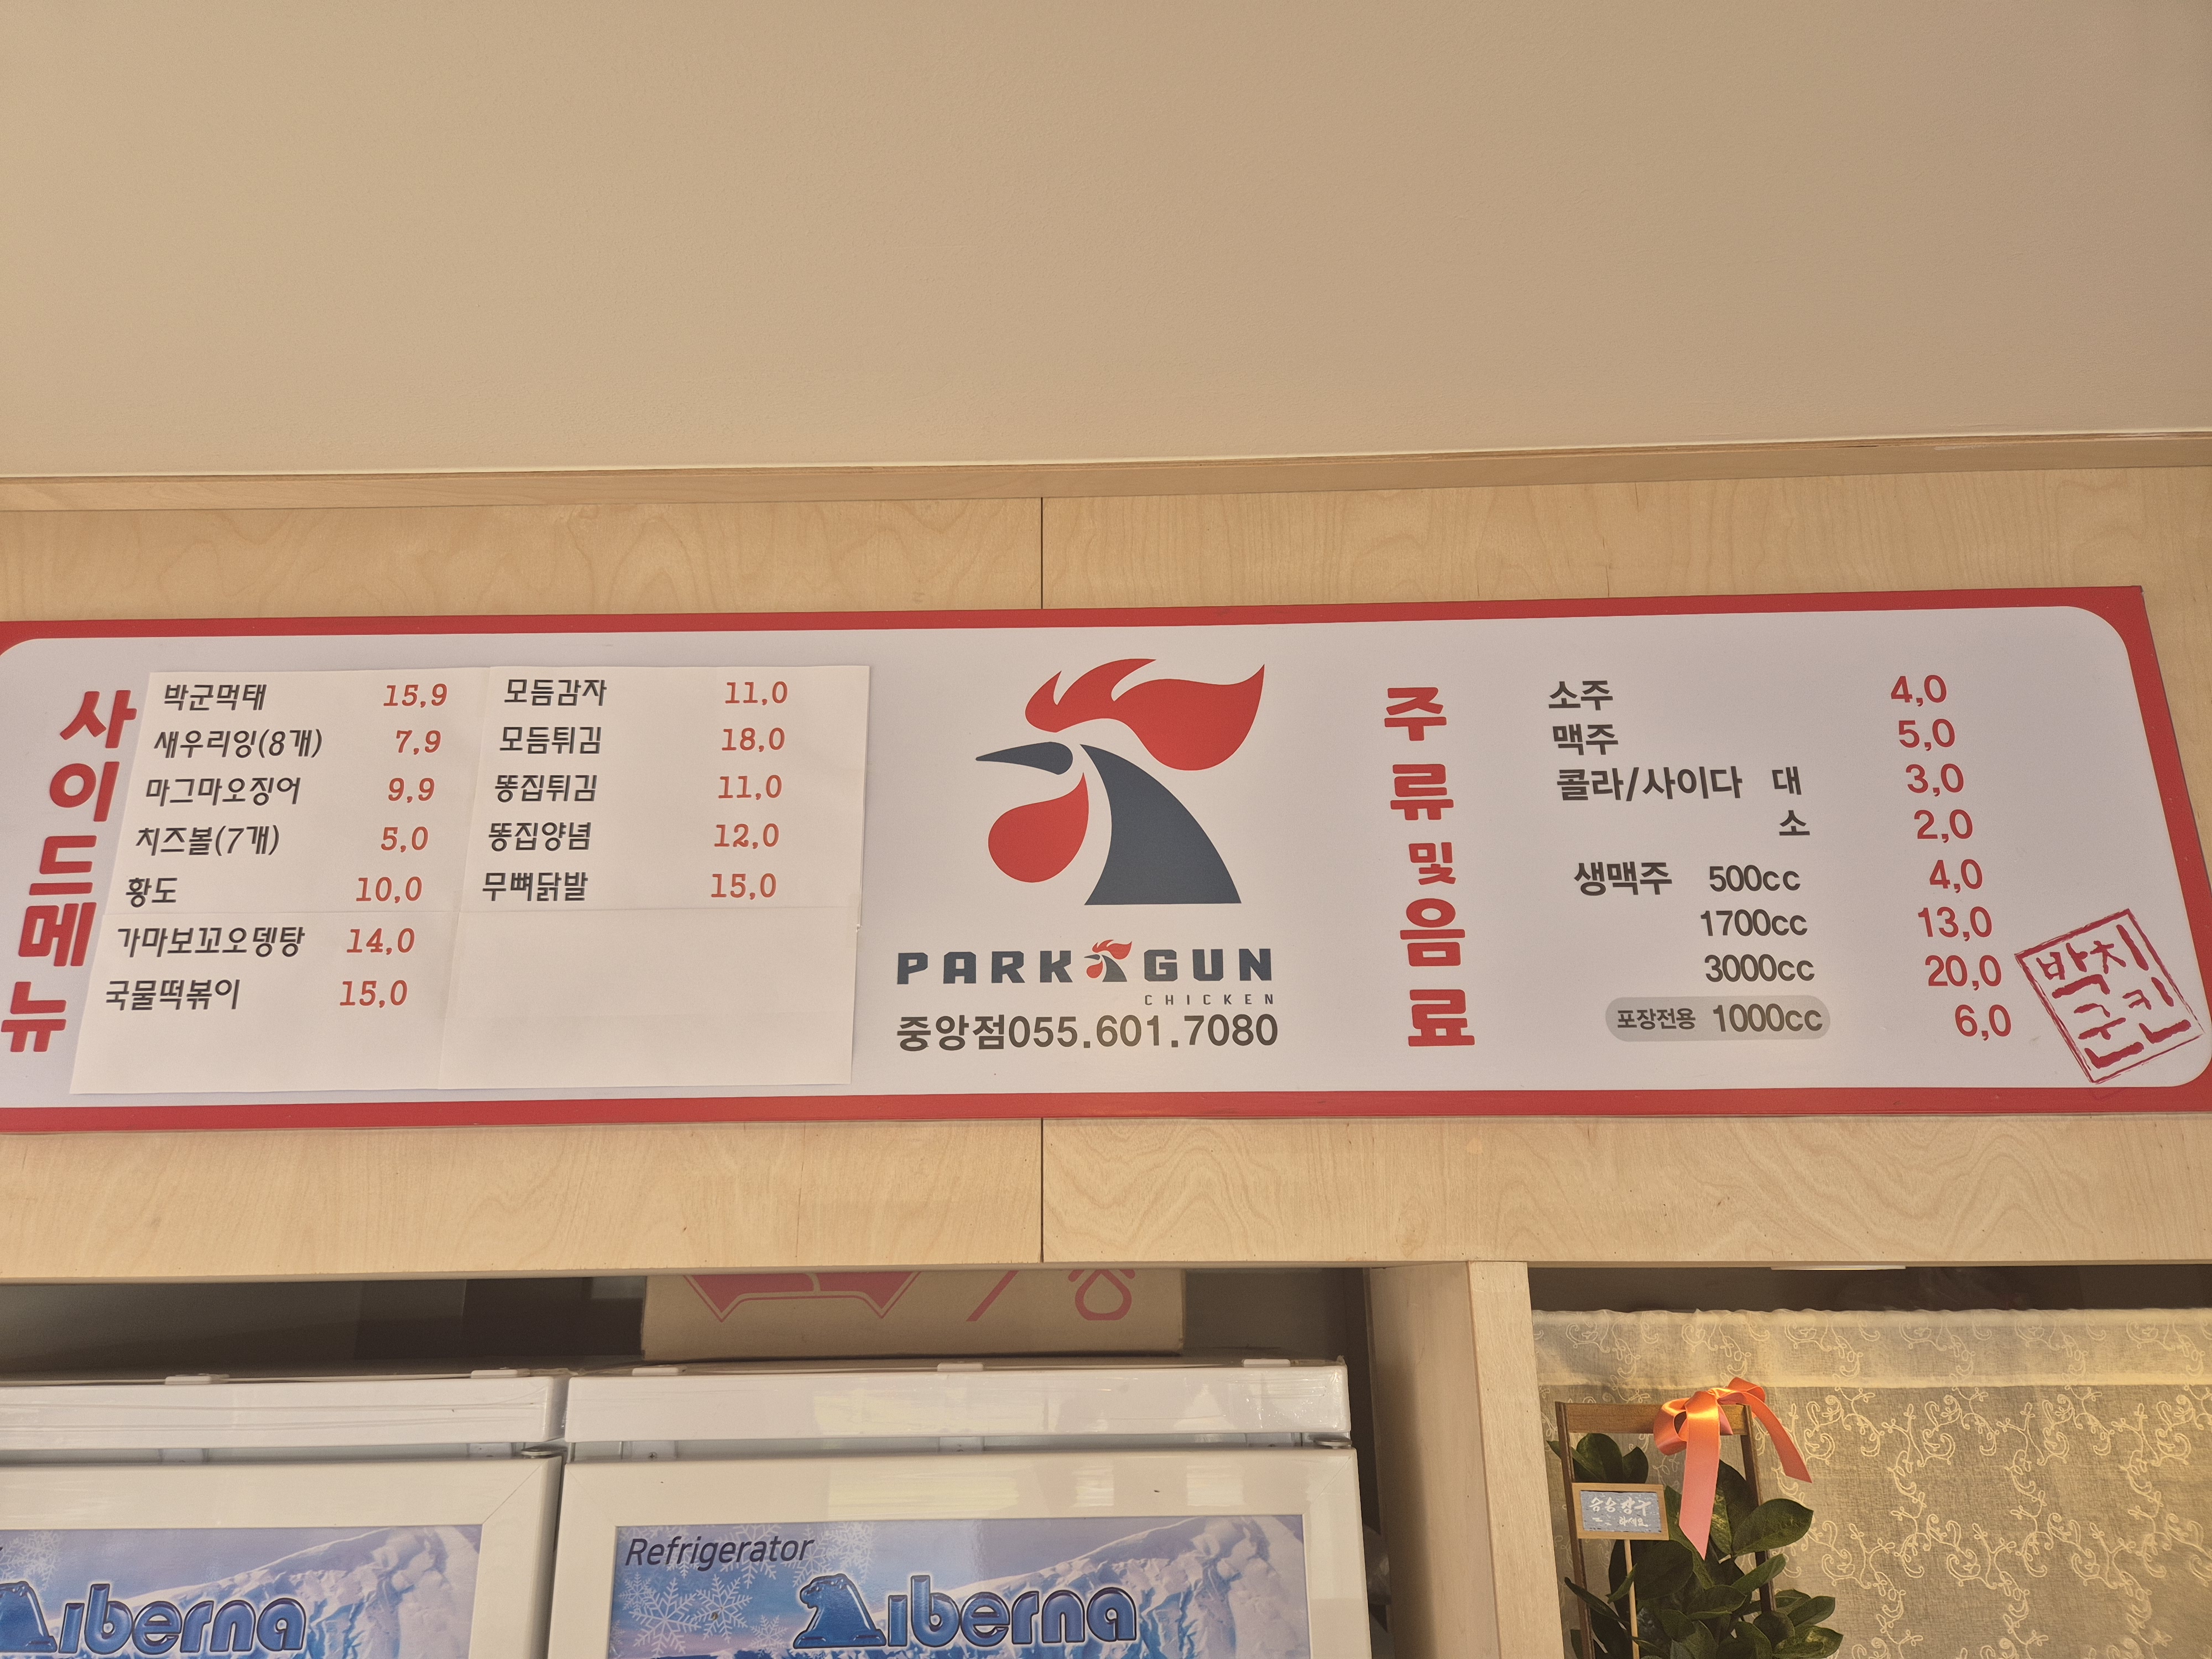 사이드메뉴
박군먹태 15,9
새우리잉(8개) 7,9
마그마오징어 9,9
치즈볼(7개) 5,0
황도 10,0
가마보꼬오뎅탕 14,0
국물떡볶이 15,0
모듬감자 11,0
모듬튀김 18,0
똥집튀김 11,0
똥집양념 12,0
무뼈닭발 15,0
PARK GUN
CHICKEN
중앙점055.601.7080
주류 및 음료
소주 4,0
맥주 5,0
콜라/사이다 대 3,0
소 2,0
생맥주 500cc 4,0
1700cc 13,0
3000cc 20,0
포장전용 1000cc 6,0
박군치킨
Refrigerator
Aiberna
Aiberna